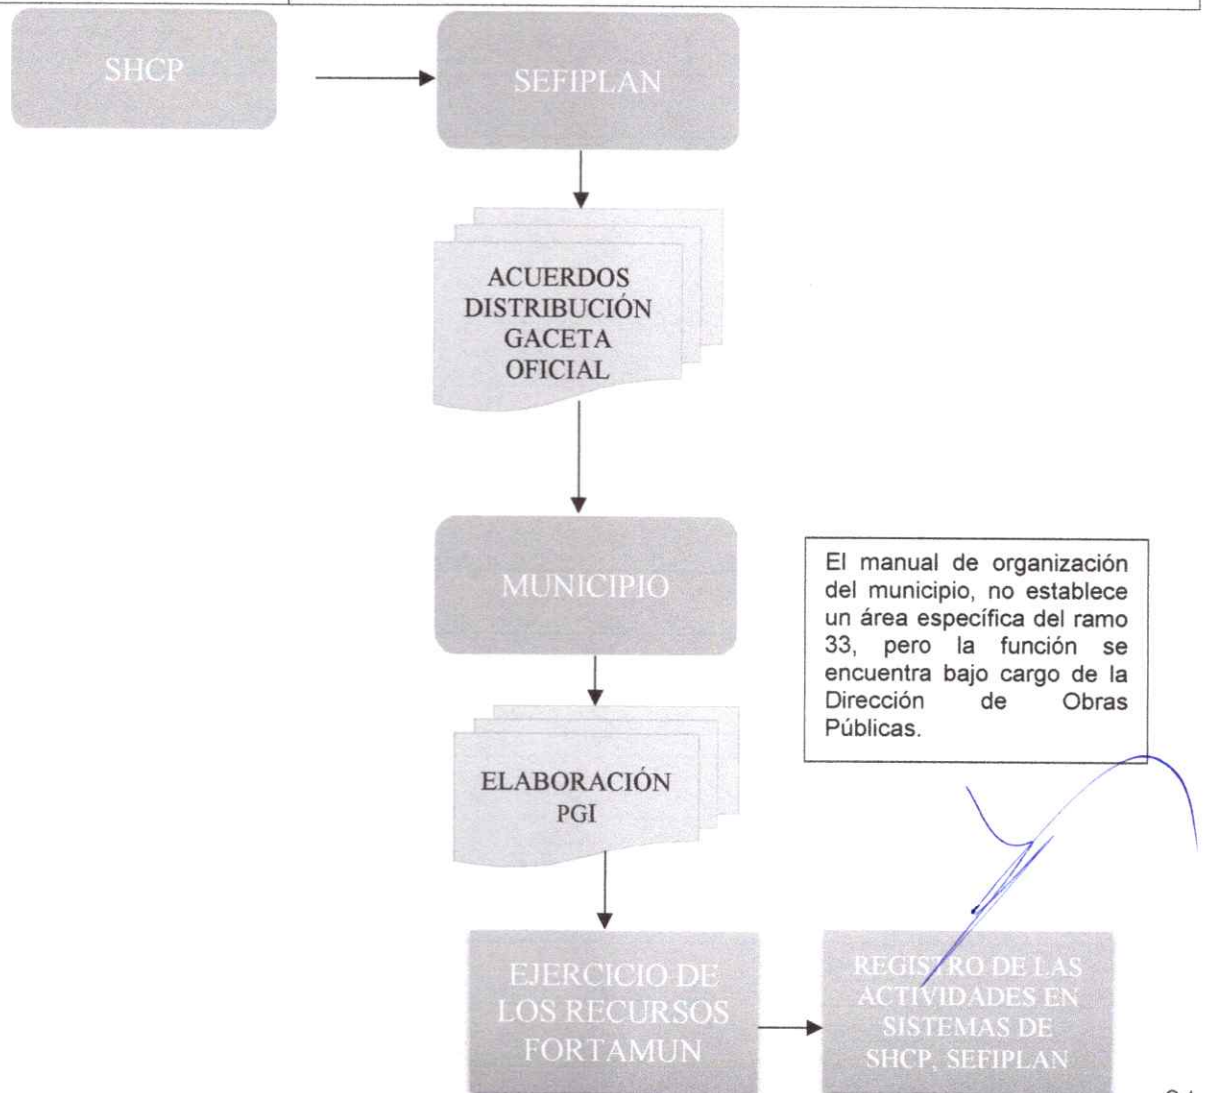 SHCP
SEFIPLAN
ACUERDOS
DISTRIBUCIÓN
GACETA
OFICIAL
MUNICIPIO
El manual de organización
del municipio, no establece
un área específica del ramo
33, pero la función se
encuentra bajo cargo de la
Dirección de Obras
Públicas.
ELABORACIÓN
PGI
EJERCICIO DE
LOS RECURSOS
FORTAMUN
REGISTRO DE LAS
ACTIVIDADES EN
SISTEMAS DE
SHCP, SEFIPLAN